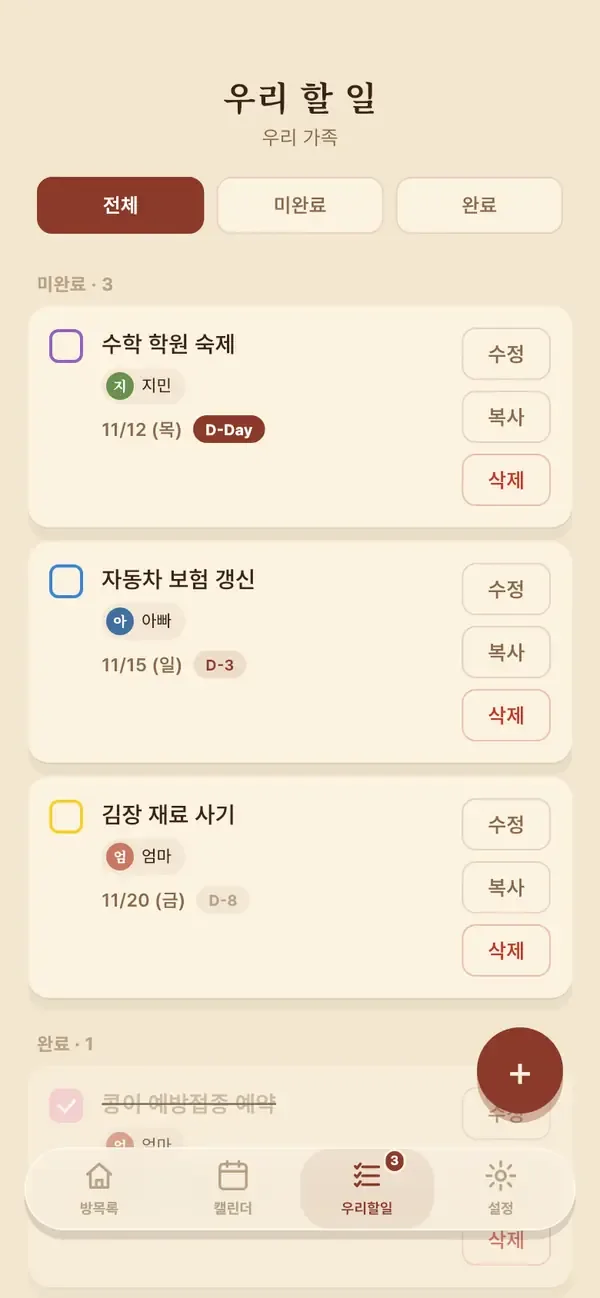 우리 할 일
우리 가족
전체
미완료
완료
미완료 · 3
수학 학원 숙제
수정
지 지민
복사
11/12 (목) D-Day
삭제
자동차 보험 갱신
수정
아 아빠
복사
11/15 (일) D-3
삭제
김장 재료 사기
수정
엄 엄마
복사
11/20 (금) D-8
삭제
완료 · 1
+
콩이 예방접종 예약
수정
엄 엄마
3
방목록
캘린더
우리할일
설정
삭제